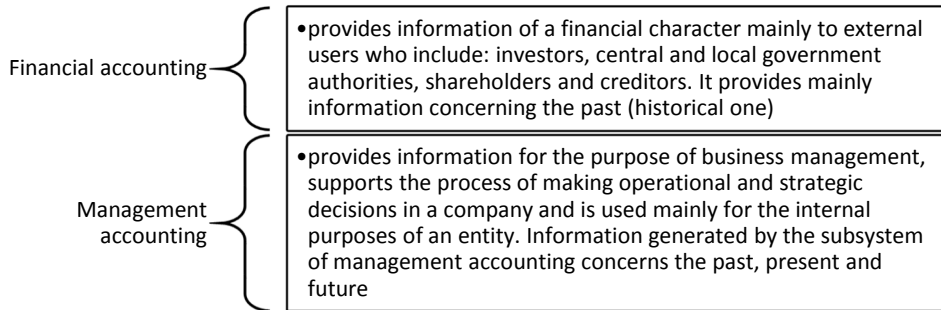 Financial accounting
•provides information of a financial character mainly to external
users who include: investors, central and local government
authorities, shareholders and creditors. It provides mainly
information concerning the past (historical one)
Management
accounting
•provides information for the purpose of business management,
supports the process of making operational and strategic
decisions in a company and is used mainly for the internal
purposes of an entity. Information generated by the subsystem
of management accounting concerns the past, present and
future